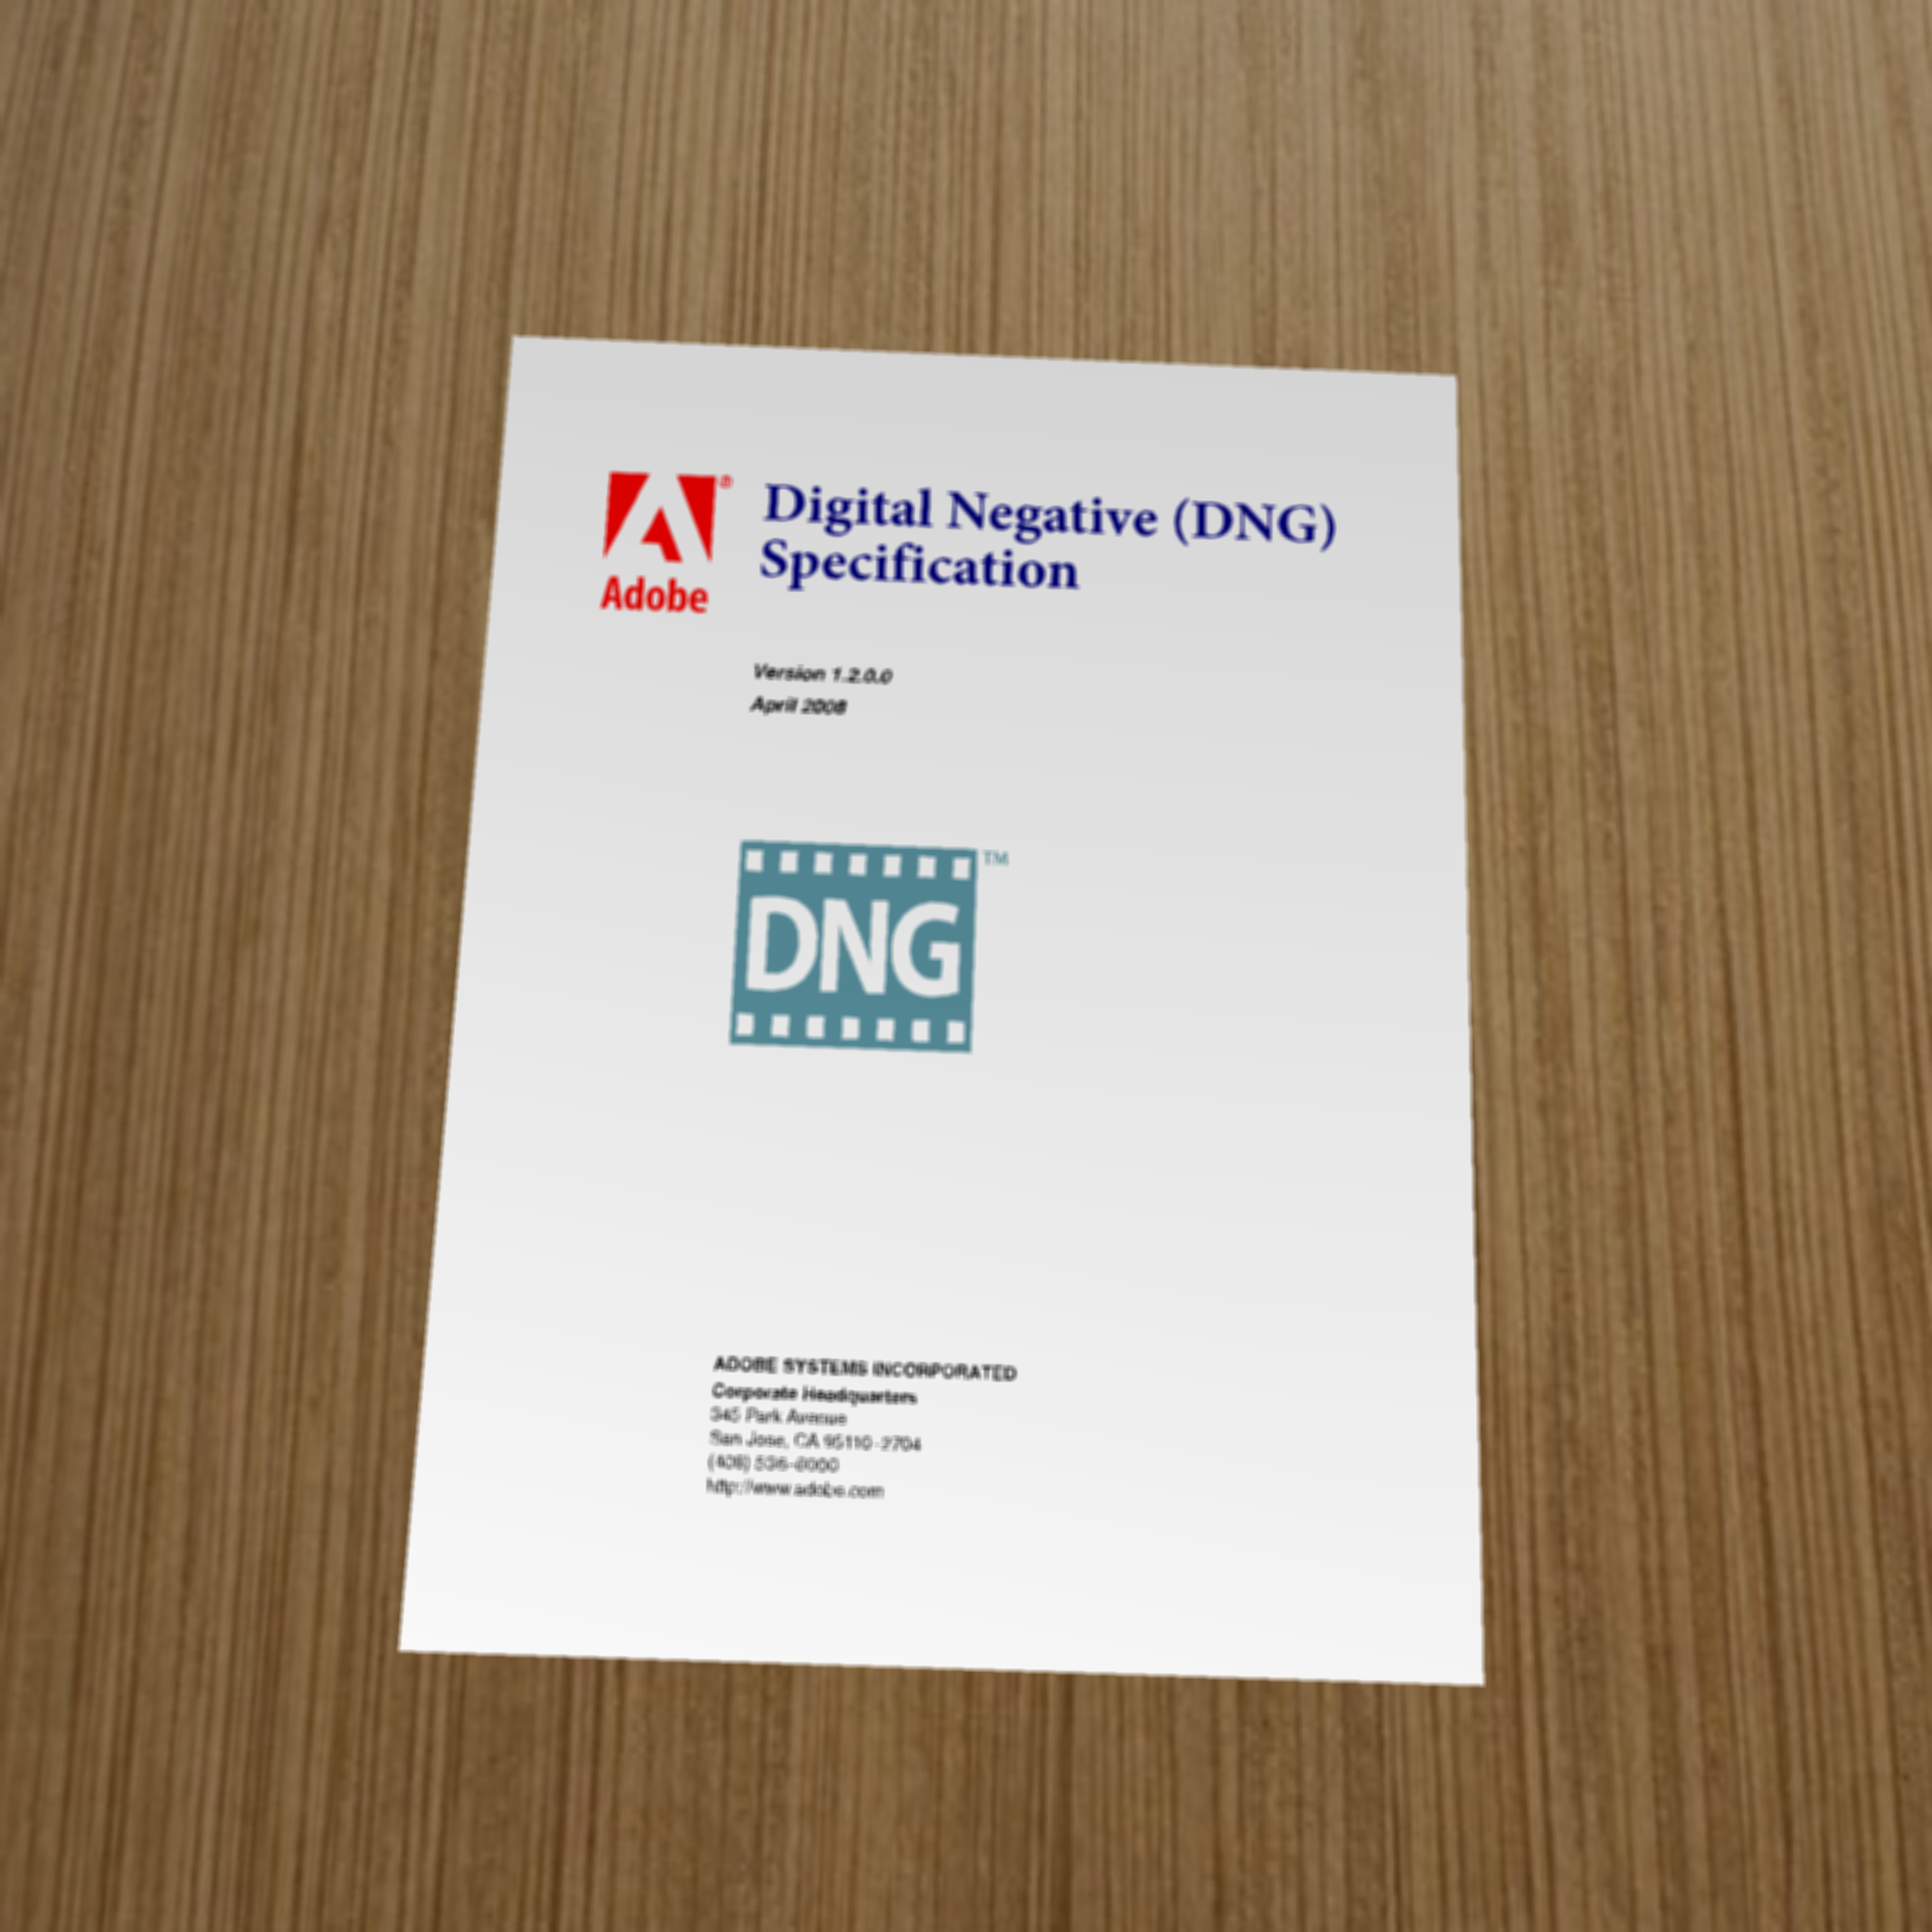 Adobe®
Digital Negative (DNG)
Specification
Version 1.2.0.0
April 2008
DNG™
ADOBE SYSTEMS INCORPORATED
Corporate Headquarters
345 Park Avenue
San Jose, CA 95110-2704
(408) 536-6000
http://www.adobe.com